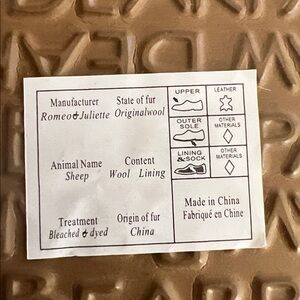 Manufacturer State of fur
Romeo & Juliette Originalwool
Animal Name Content
Sheep Wool Lining
Treatment Origin of fur
Bleached & dyed China
UPPER LEATHER
OUTER SOLE OTHER MATERIALS
LINING & SOCK OTHER MATERIALS
Made in China
Fabriqué en Chine